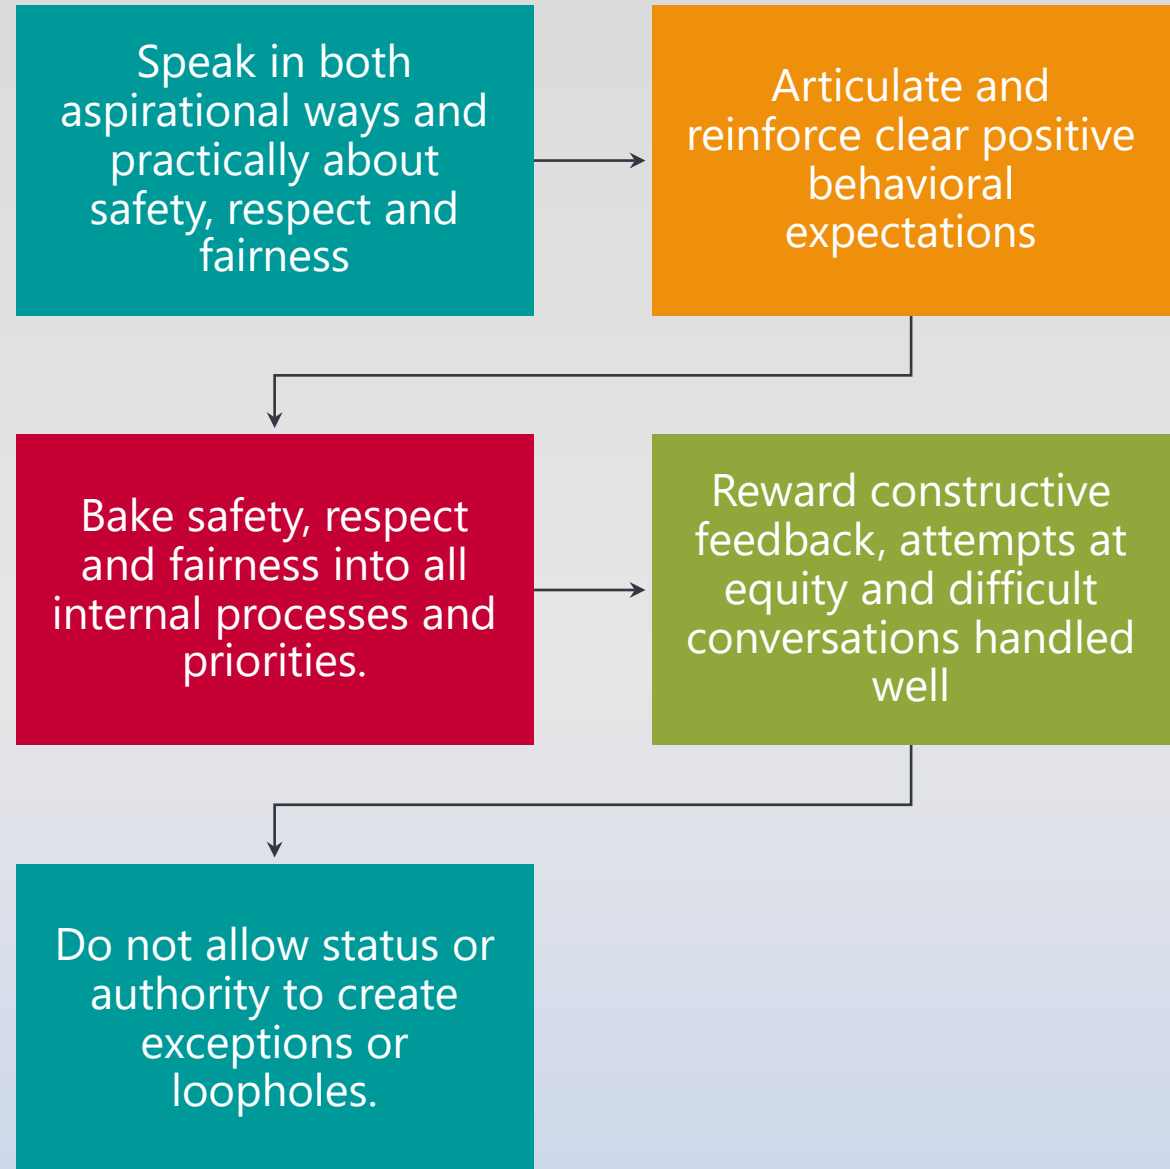 Speak in both
aspirational ways and
practically about
safety, respect and
fairness
Articulate and
reinforce clear positive
behavioral
expectations
Bake safety, respect
and fairness into all
internal processes and
priorities.
Reward constructive
feedback, attempts at
equity and difficult
conversations handled
well
Do not allow status or
authority to create
exceptions or
loopholes.